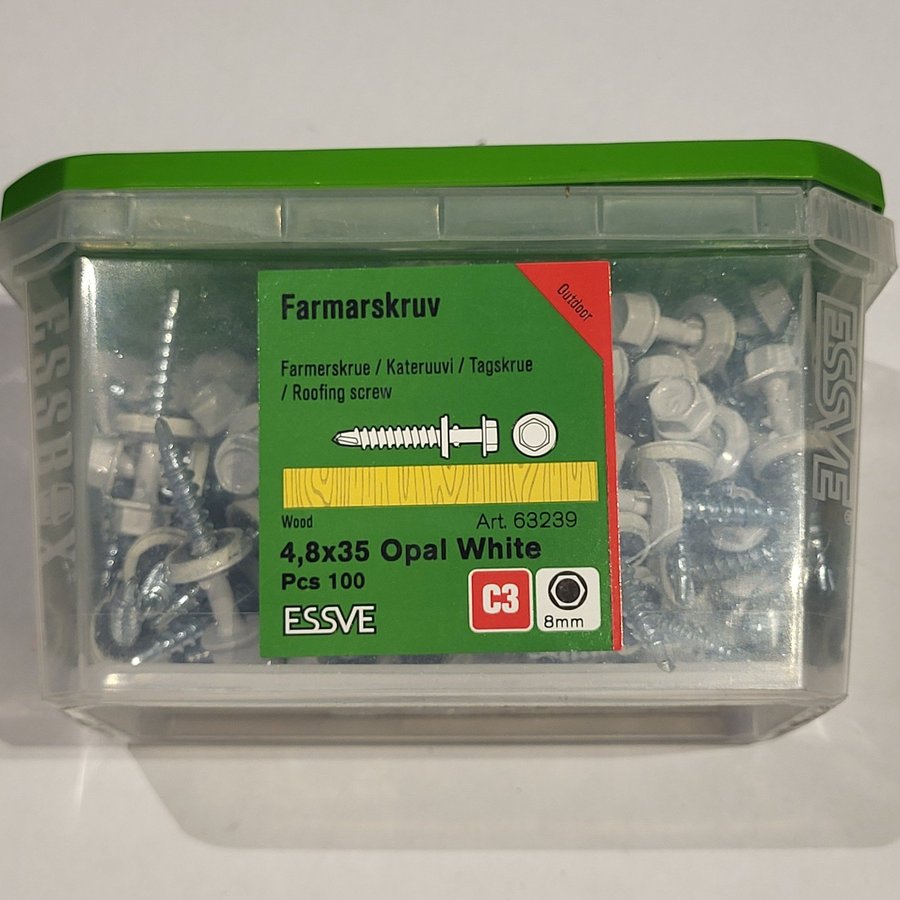 Farmarskruv
Outdoor
Farmerskrue / Kateruuvi / Tagskrue
/ Roofing screw
Wood
Art. 63239
4,8x35 Opal White
Pcs 100
ESSVE
C3
8mm
ESSBOX
ESSVE®